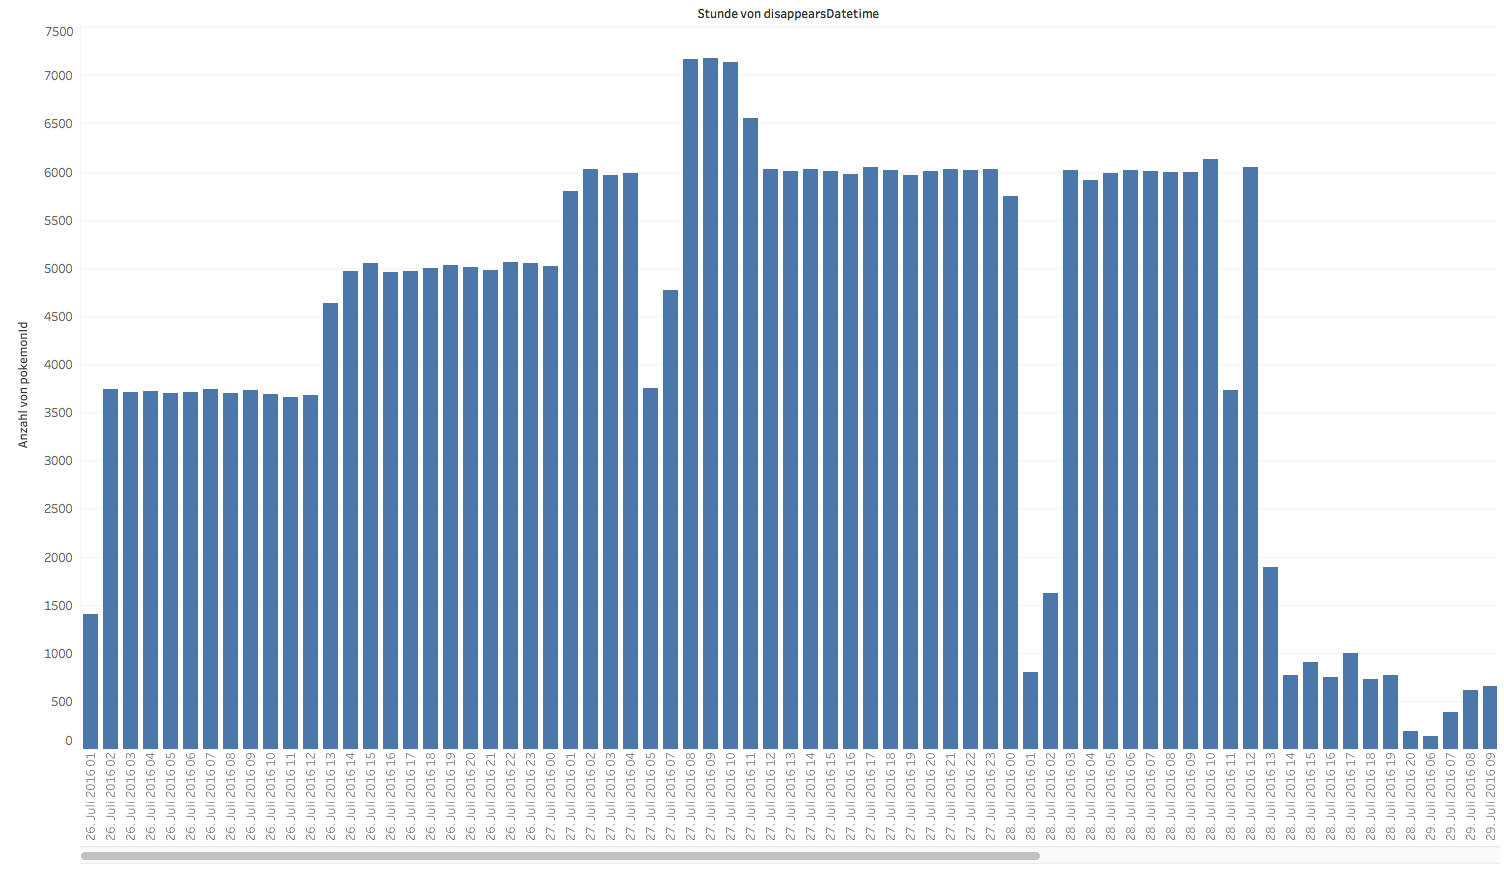 Stunde von disappearsDatetime
7500
7000
6500
6000
5500
5000
4500
4000
3500
3000
2500
2000
1500
1000
500
0
Anzahl von pokemonId
26. Juli 2016 01
26. Juli 2016 02
26. Juli 2016 03
26. Juli 2016 04
26. Juli 2016 05
26. Juli 2016 06
26. Juli 2016 07
26. Juli 2016 08
26. Juli 2016 09
26. Juli 2016 10
26. Juli 2016 11
26. Juli 2016 12
26. Juli 2016 13
26. Juli 2016 14
26. Juli 2016 15
26. Juli 2016 16
26. Juli 2016 17
26. Juli 2016 18
26. Juli 2016 19
26. Juli 2016 20
26. Juli 2016 21
26. Juli 2016 22
26. Juli 2016 23
27. Juli 2016 00
27. Juli 2016 01
27. Juli 2016 02
27. Juli 2016 03
27. Juli 2016 04
27. Juli 2016 05
27. Juli 2016 07
27. Juli 2016 08
27. Juli 2016 09
27. Juli 2016 10
27. Juli 2016 11
27. Juli 2016 12
27. Juli 2016 13
27. Juli 2016 14
27. Juli 2016 15
27. Juli 2016 16
27. Juli 2016 17
27. Juli 2016 18
27. Juli 2016 19
27. Juli 2016 20
27. Juli 2016 21
27. Juli 2016 22
27. Juli 2016 23
28. Juli 2016 00
28. Juli 2016 01
28. Juli 2016 02
28. Juli 2016 03
28. Juli 2016 04
28. Juli 2016 05
28. Juli 2016 06
28. Juli 2016 07
28. Juli 2016 08
28. Juli 2016 09
28. Juli 2016 10
28. Juli 2016 11
28. Juli 2016 12
28. Juli 2016 13
28. Juli 2016 14
28. Juli 2016 15
28. Juli 2016 16
28. Juli 2016 17
28. Juli 2016 18
28. Juli 2016 19
28. Juli 2016 20
29. Juli 2016 06
29. Juli 2016 07
29. Juli 2016 08
29. Juli 2016 09